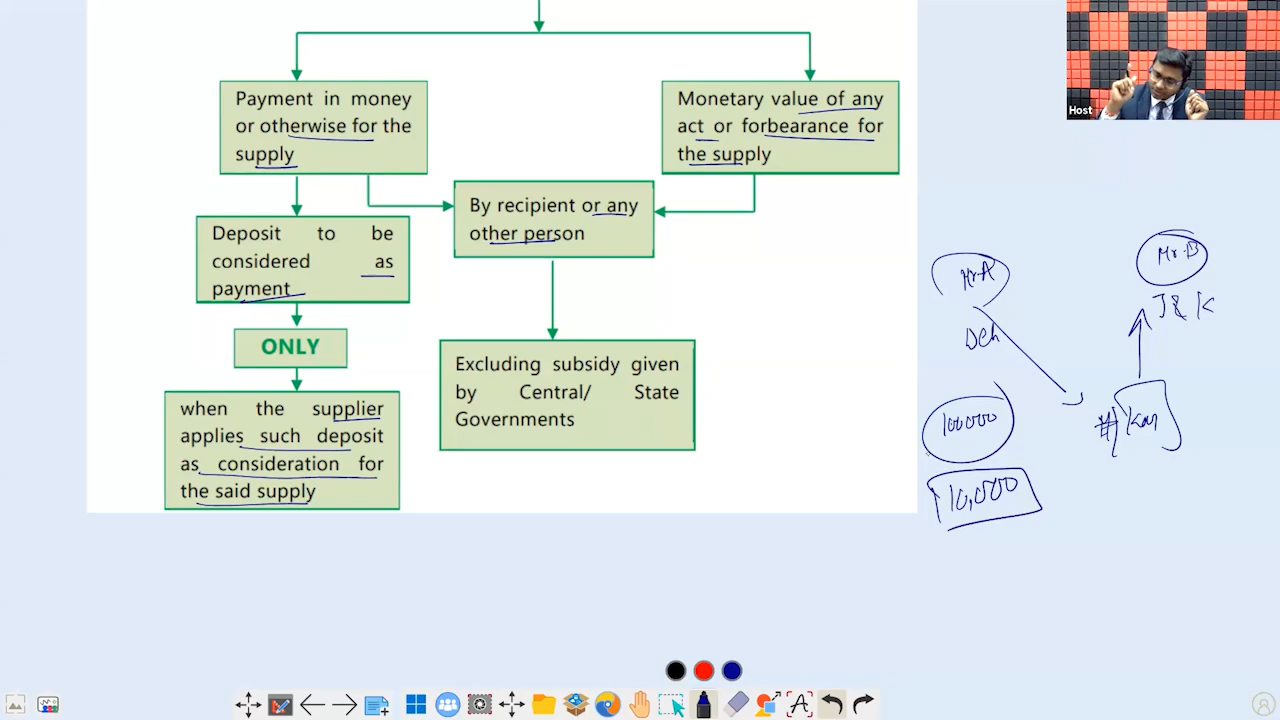 Payment in money
or otherwise for the
supply
Monetary value of any
act or forbearance for
the supply
By recipient or any
other person
Deposit to be
considered as
payment
ONLY
when the supplier
applies such deposit
as consideration for
the said supply
Excluding subsidy given
by Central/ State
Governments
Host
Mr.A
Mr.B
J&K
100000
10,000